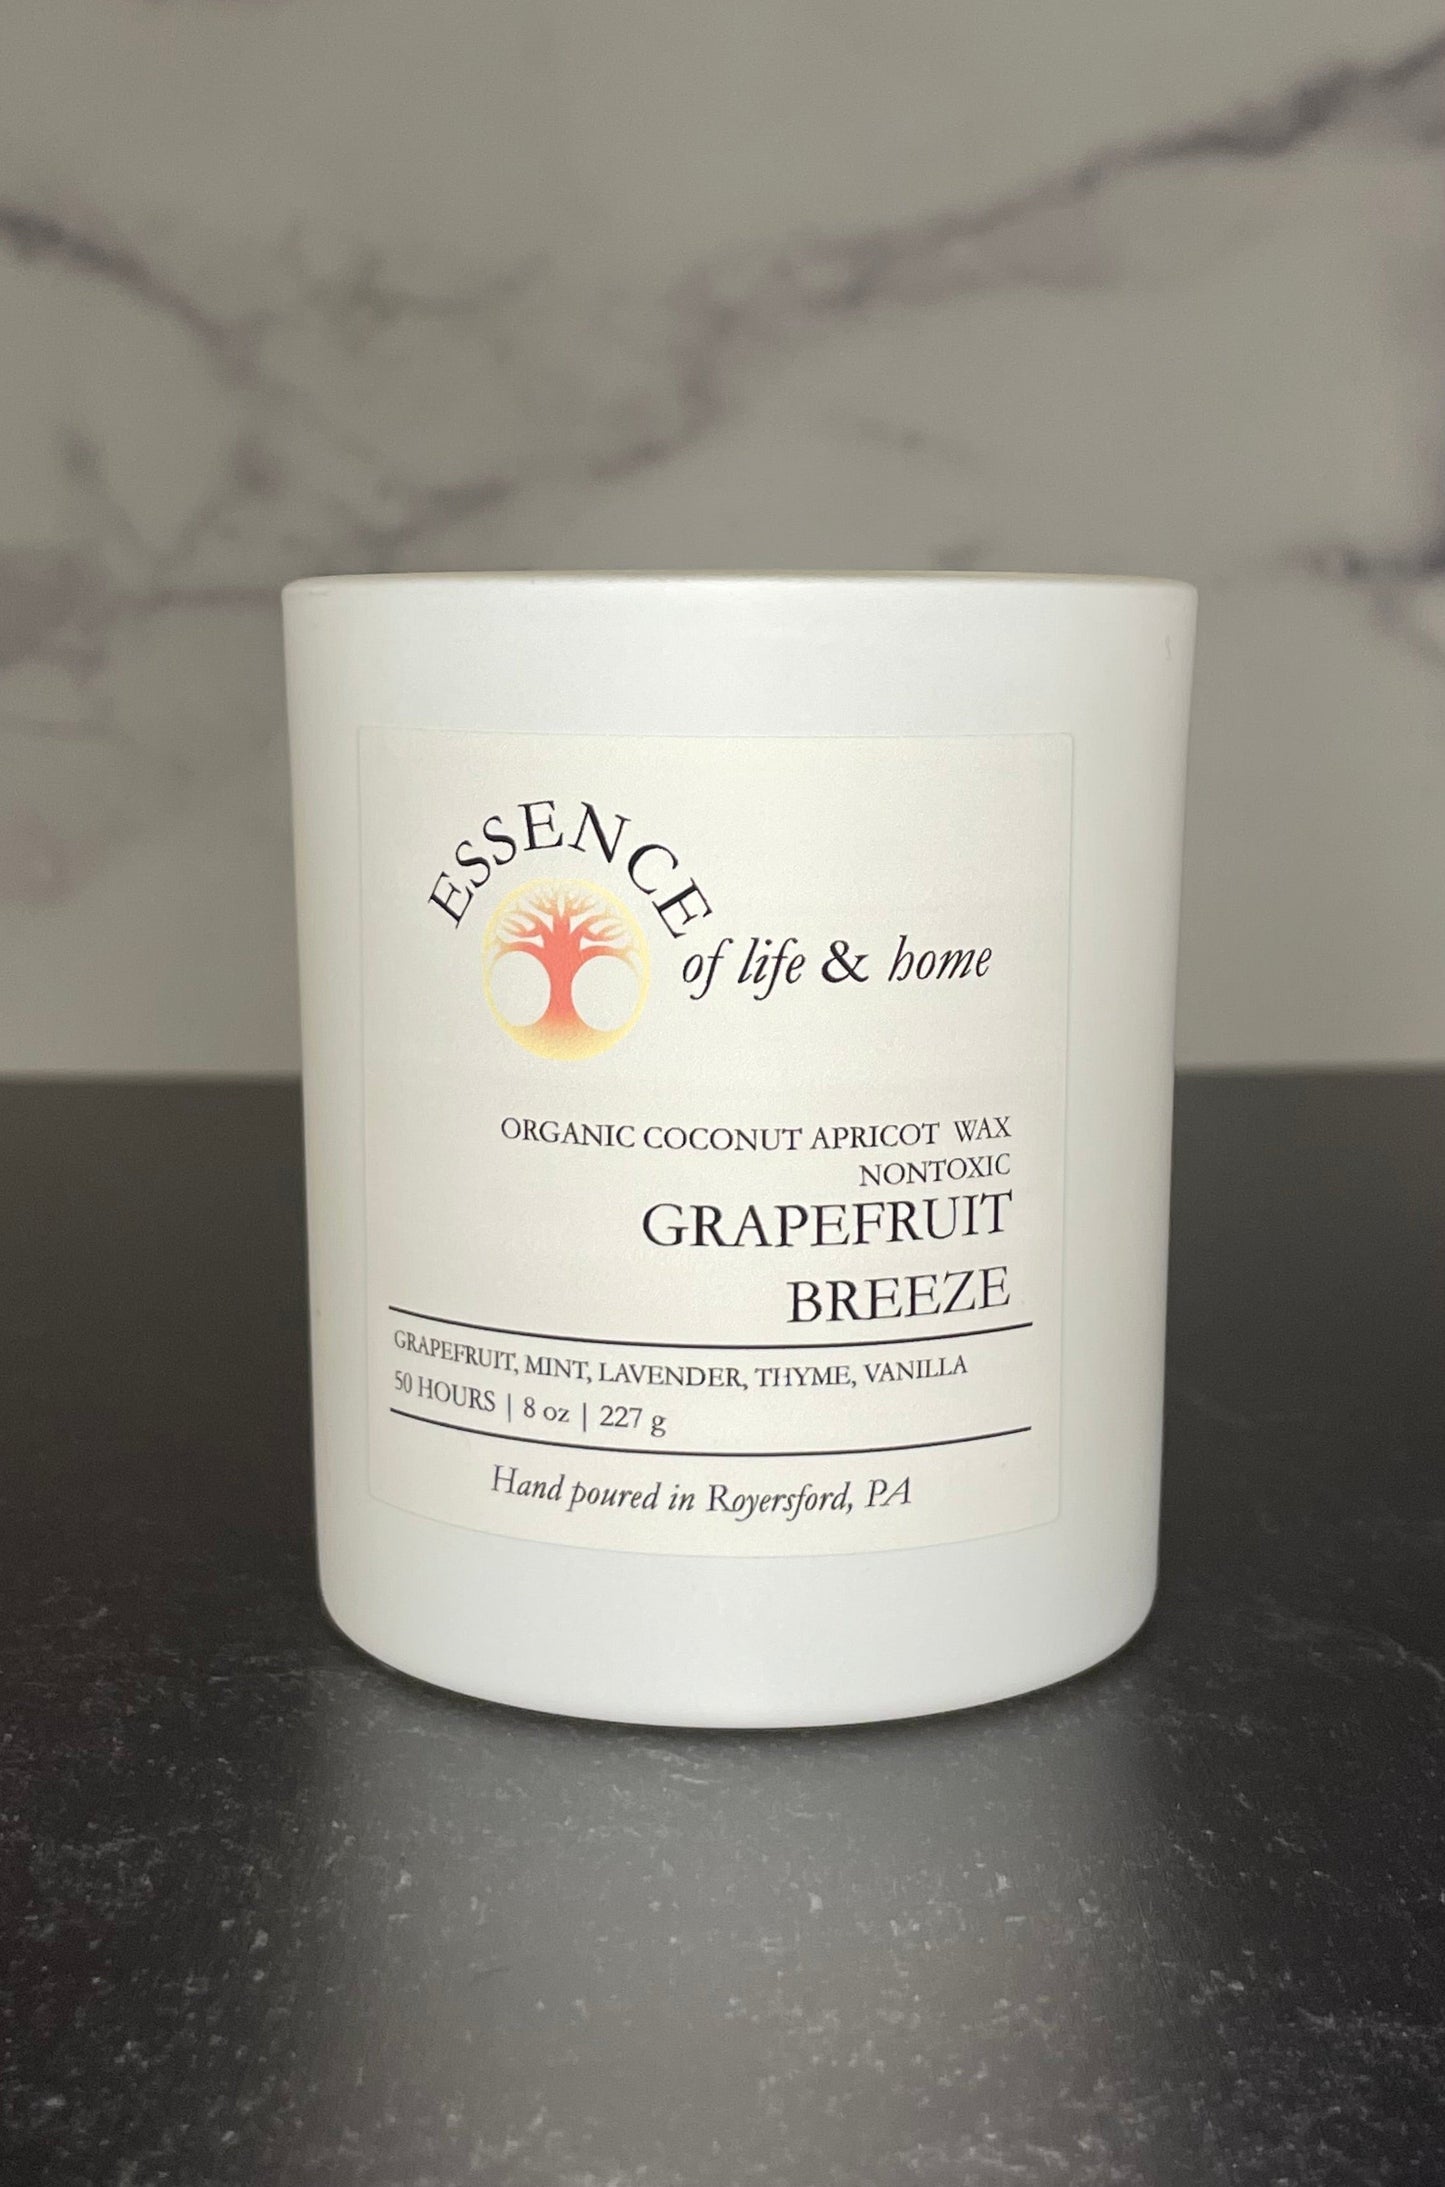 ESSENCE
of life & home
ORGANIC COCONUT APRICOT WAX
NONTOXIC
GRAPEFRUIT
BREEZE
GRAPEFRUIT, MINT, LAVENDER, THYME, VANILLA
50 HOURS | 8 oz | 227 g
Hand poured in Royersford, PA